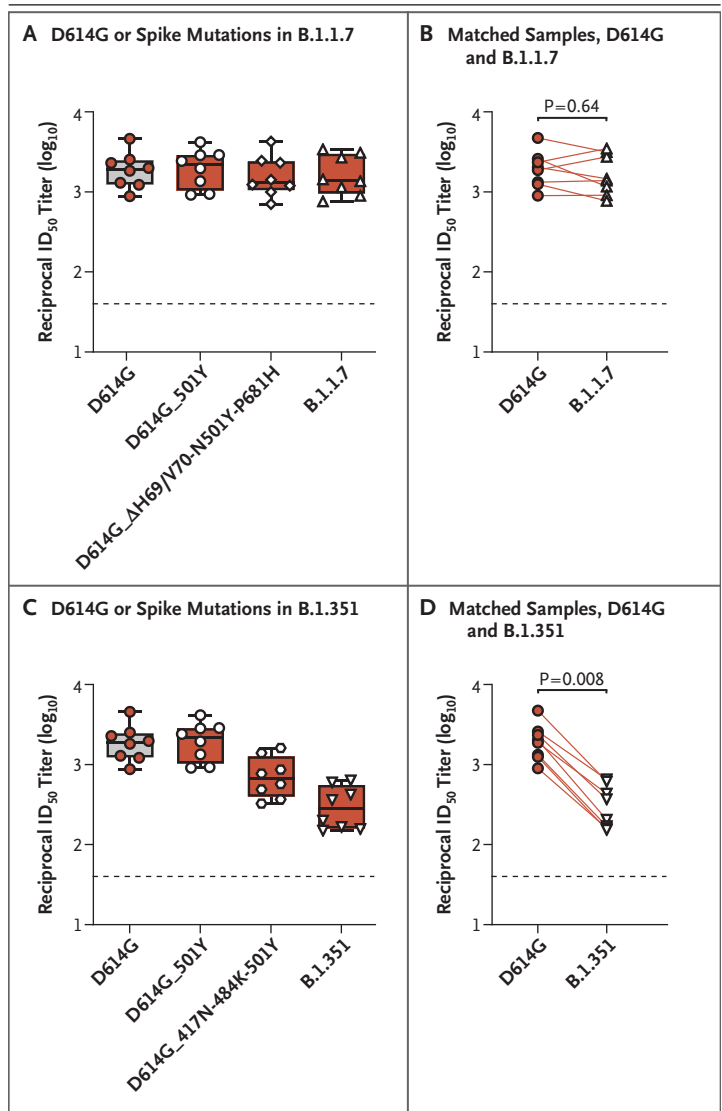 A D614G or Spike Mutations in B.1.1.7
Reciprocal ID50 Titer (log10)
4
3
2
1
D614G
D614G_501Y
D614G_ΔH69/V70-N501Y-P681H
B.1.1.7
B Matched Samples, D614G
and B.1.1.7
P=0.64
Reciprocal ID50 Titer (log10)
4
3
2
1
D614G
B.1.1.7
C D614G or Spike Mutations in B.1.351
Reciprocal ID50 Titer (log10)
4
3
2
1
D614G
D614G_501Y
D614G_417N-484K-501Y
B.1.351
D Matched Samples, D614G
and B.1.351
P=0.008
Reciprocal ID50 Titer (log10)
4
3
2
1
D614G
B.1.351